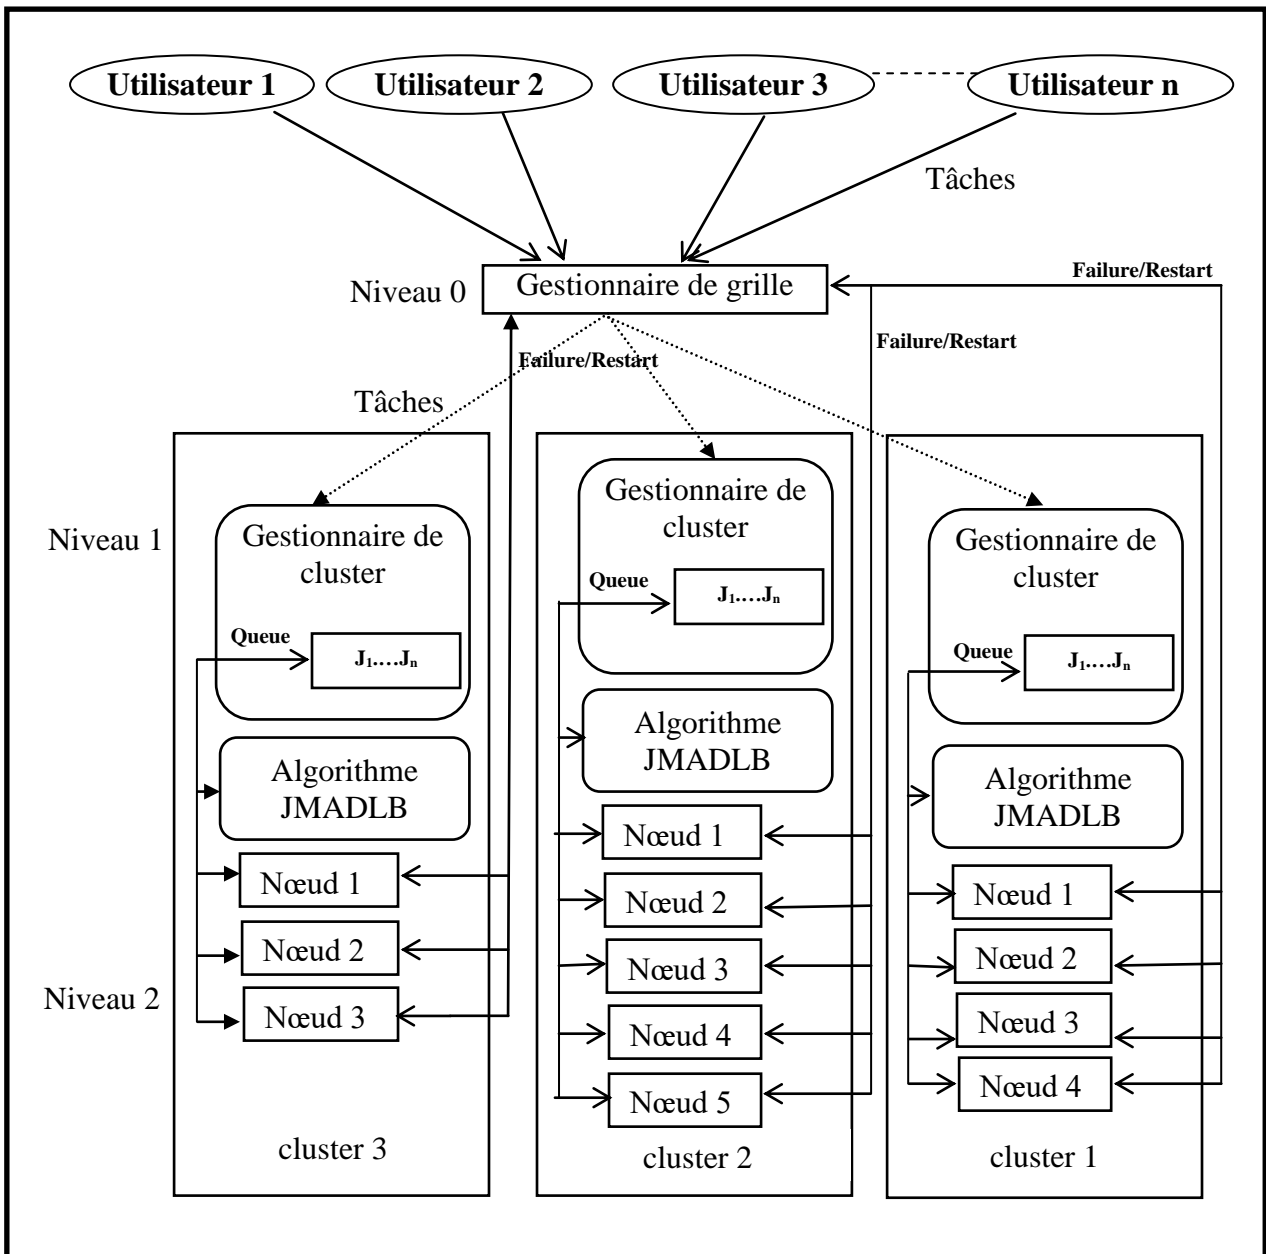 Utilisateur 1
Utilisateur 2
Utilisateur 3
Utilisateur n
Tâches
Failure/Restart
Niveau 0
Gestionnaire de grille
Failure/Restart
Failure/Restart
Tâches
Niveau 1
Gestionnaire de
cluster
Queue
J₁.…Jₙ
Algorithme
JMADLB
Nœud 1
Nœud 2
Niveau 2
Nœud 3
cluster 3
Gestionnaire de
cluster
Queue
J₁.…Jₙ
Algorithme
JMADLB
Nœud 1
Nœud 2
Nœud 3
Nœud 4
Nœud 5
cluster 2
Gestionnaire de
cluster
Queue
J₁.…Jₙ
Algorithme
JMADLB
Nœud 1
Nœud 2
Nœud 3
Nœud 4
cluster 1